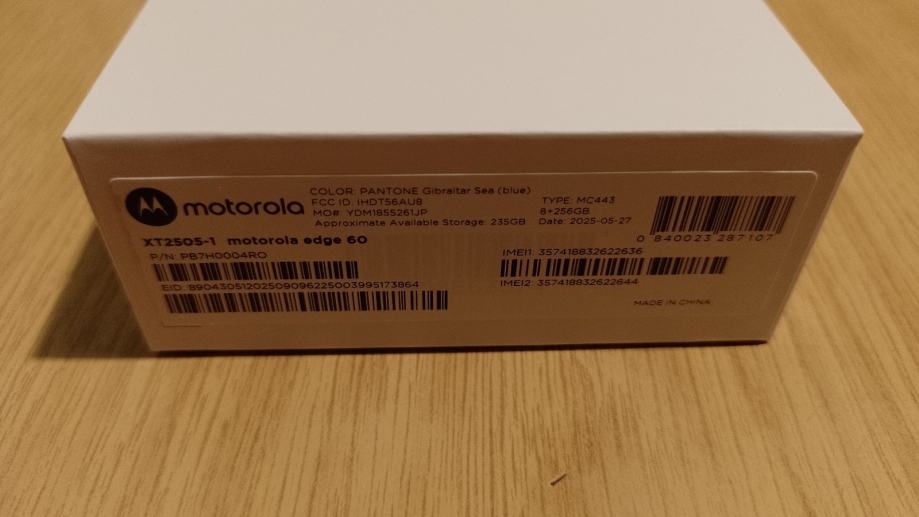 motorola
COLOR: PANTONE Gibraltar Sea (blue)
FCC ID: IHDT56AU8
MO#: YDM1855261JP
Approximate Available Storage: 235GB
TYPE: MC443
8+256GB
Date: 2025-05-27
0 840023 287107
XT2505-1 motorola edge 60
P/N: PB7H0004RO
EID: 89043051202509096225003995173864
IMEI1: 357418832622636
IMEI2: 357418832622644
MADE IN CHINA